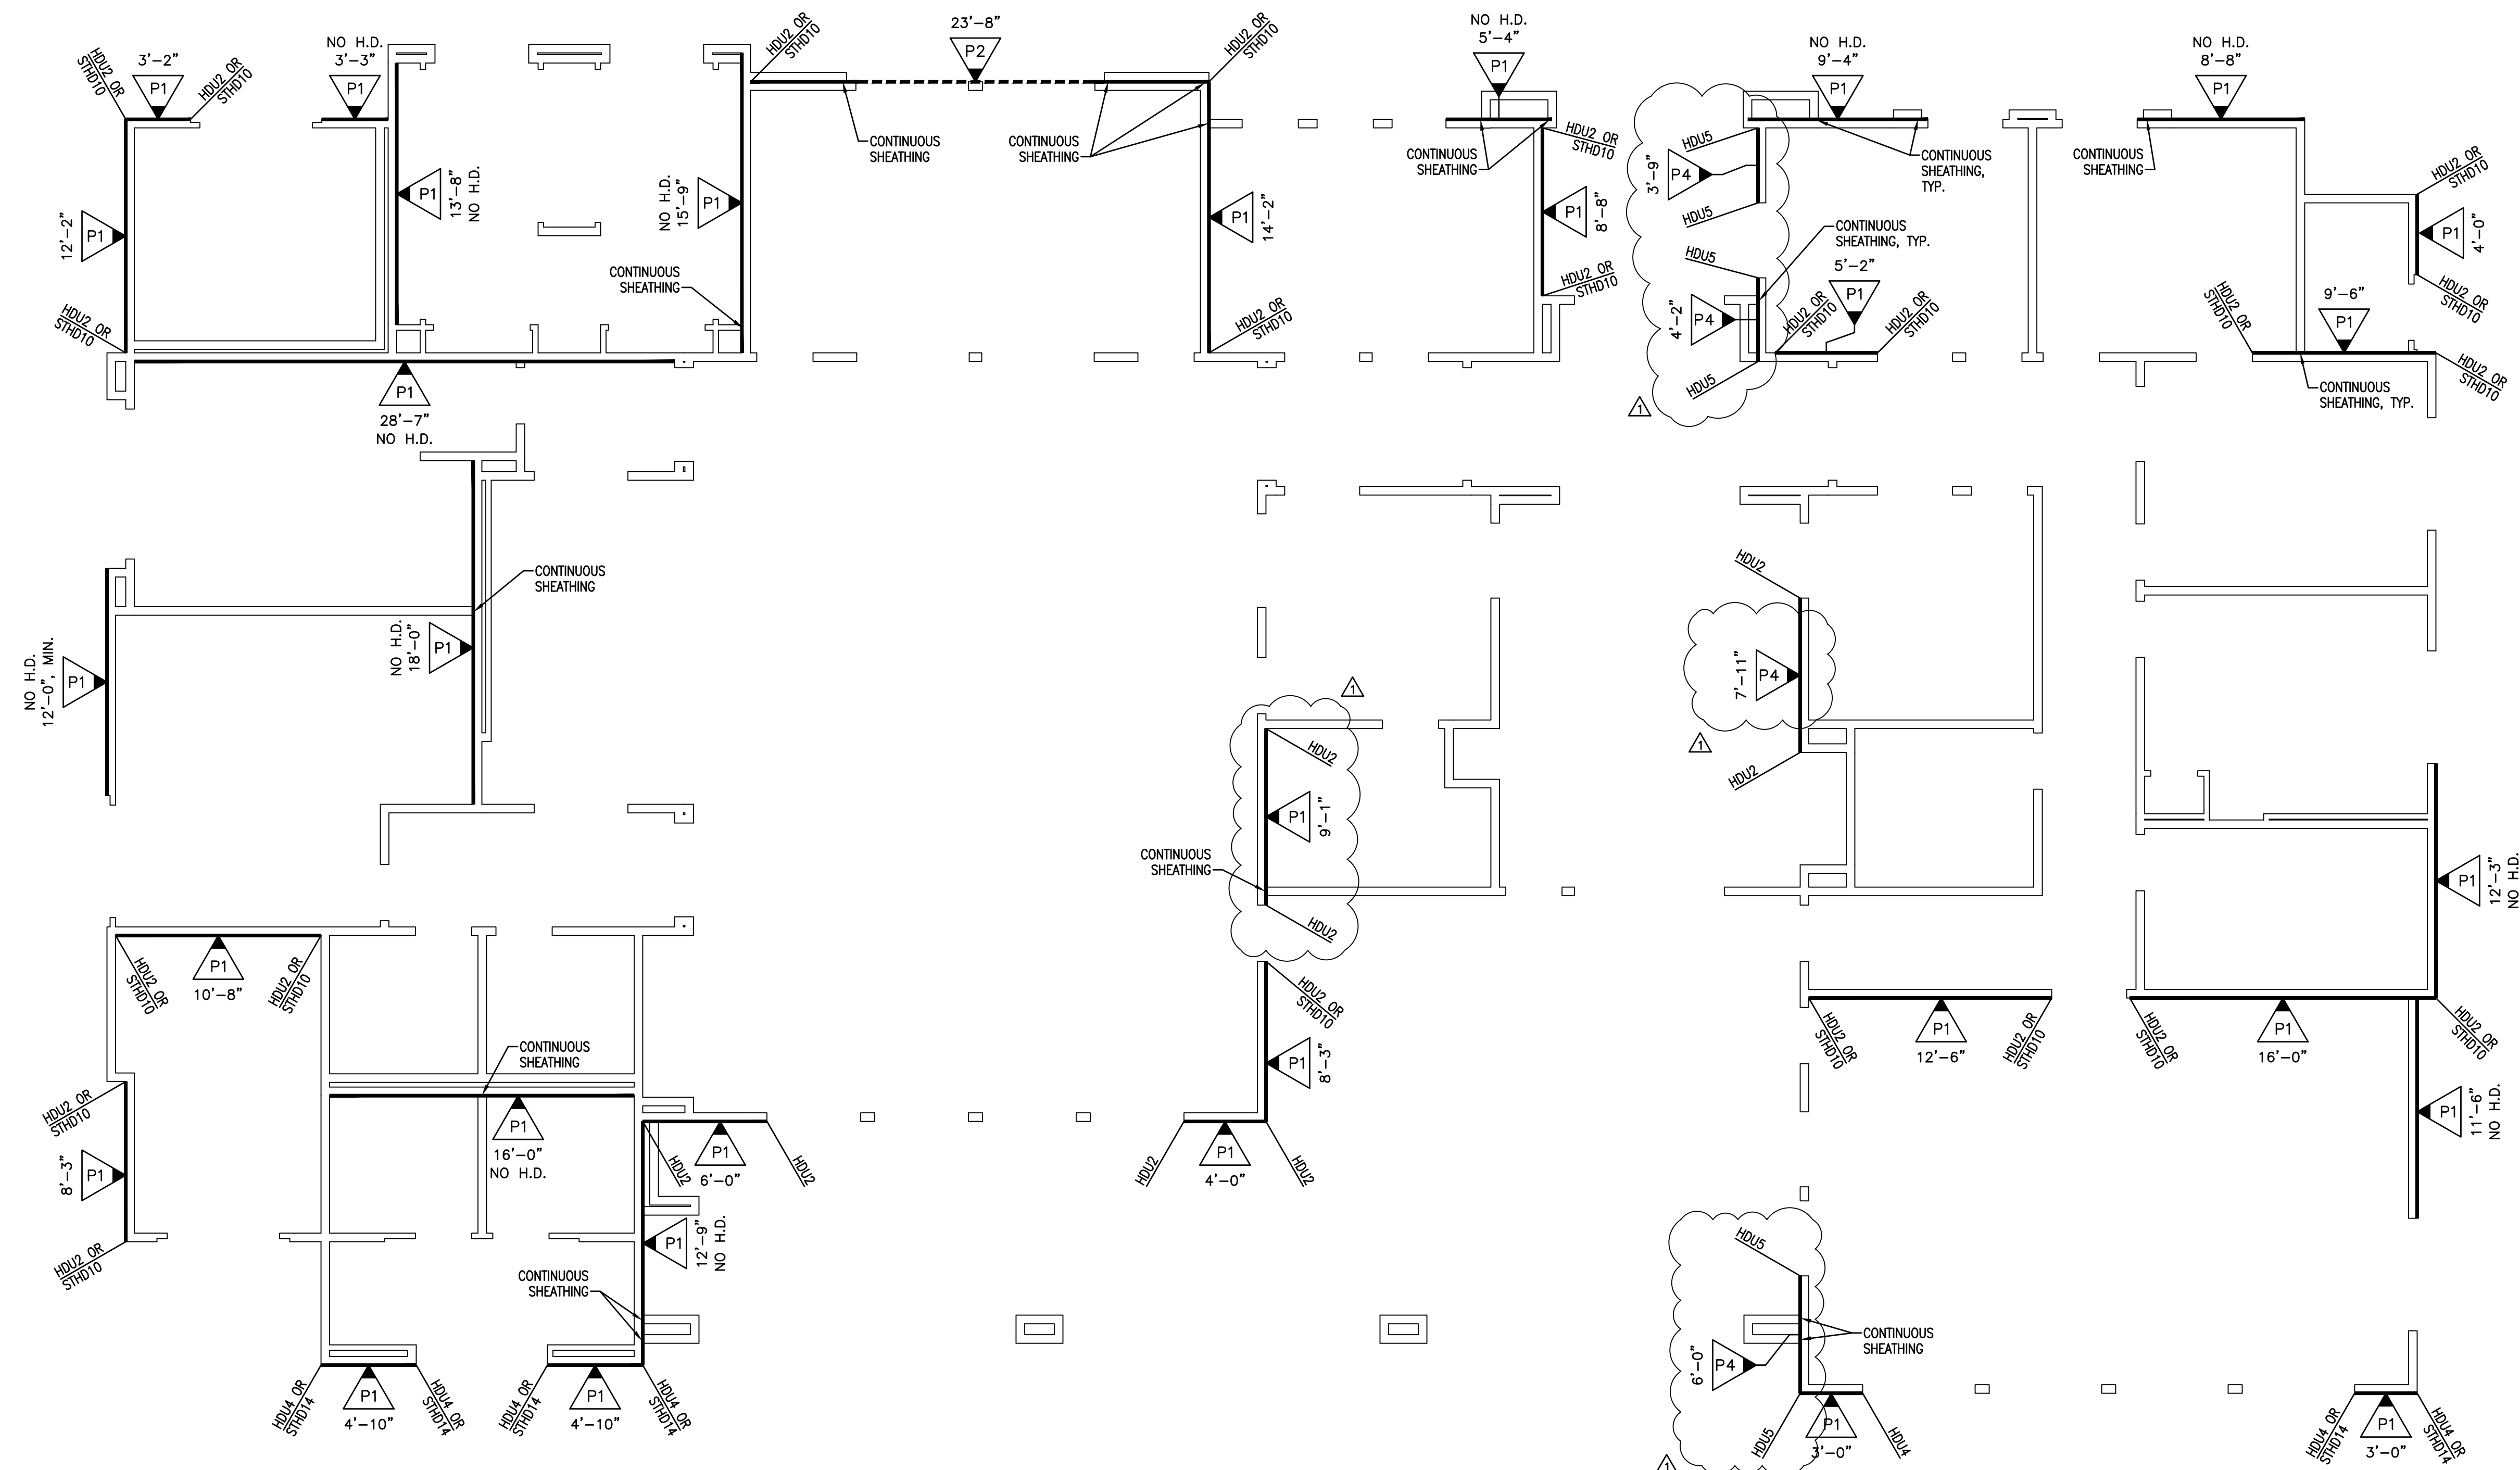 HDU2 OR
STHD10
3'-2"
P1
HDU2 OR
STHD10
NO H.D.
3'-3"
P1
HDU2 OR
STHD10
23'-8"
P2
HDU2 OR
STHD10
NO H.D.
5'-4"
P1
NO H.D.
9'-4"
P1
NO H.D.
8'-8"
P1
12'-2"
P1
HDU2 OR
STHD10
P1
13'-8"
NO H.D.
NO H.D.
15'-9"
P1
CONTINUOUS
SHEATHING
CONTINUOUS
SHEATHING
CONTINUOUS
SHEATHING
P1
14'-2"
HDU2 OR
STHD10
CONTINUOUS
SHEATHING
HDU2 OR
STHD10
P1
8'-8"
HDU2 OR
STHD10
HDU5
3'-9"
P4
HDU5
CONTINUOUS
SHEATHING,
TYP.
CONTINUOUS
SHEATHING, TYP.
HDU5
4'-2"
P4
HDU5
1
5'-2"
P1
HDU2 OR
STHD10
HDU2 OR
STHD10
CONTINUOUS
SHEATHING
HDU2 OR
STHD10
P1
4'-0"
HDU2 OR
STHD10
HDU2 OR
STHD10
9'-6"
P1
HDU2 OR
STHD10
CONTINUOUS
SHEATHING, TYP.
P1
28'-7"
NO H.D.
CONTINUOUS
SHEATHING
NO H.D.
18'-0"
P1
NO H.D.
12'-0", MIN.
P1
HDU2
7'-11"
P4
1
HDU2
1
HDU2
P1
9'-1"
CONTINUOUS
SHEATHING
HDU2
P1
12'-3"
NO H.D.
HDU2 OR
STHD10
P1
10'-8"
HDU2 OR
STHD10
HDU2 OR
STHD10
P1
8'-3"
HDU2 OR
STHD10
P1
12'-6"
HDU2 OR
STHD10
HDU2 OR
STHD10
P1
16'-0"
HDU2 OR
STHD10
P1
11'-6"
NO H.D.
CONTINUOUS
SHEATHING
P1
16'-0"
NO H.D.
HDU2 OR
STHD10
8'-3"
P1
HDU2 OR
STHD10
HDU2
P1
6'-0"
HDU2
HDU2
P1
4'-0"
HDU2
P1
12'-9"
NO H.D.
CONTINUOUS
SHEATHING
HDU5
CONTINUOUS
SHEATHING
6'-0"
P4
HDU4 OR
STHD14
P1
4'-10"
HDU4 OR
STHD14
HDU4 OR
STHD14
P1
4'-10"
HDU4 OR
STHD14
HDU5
P1
3'-0"
HDU4
1
HDU4 OR
STHD14
P1
3'-0"
HDU4 OR
STHD14